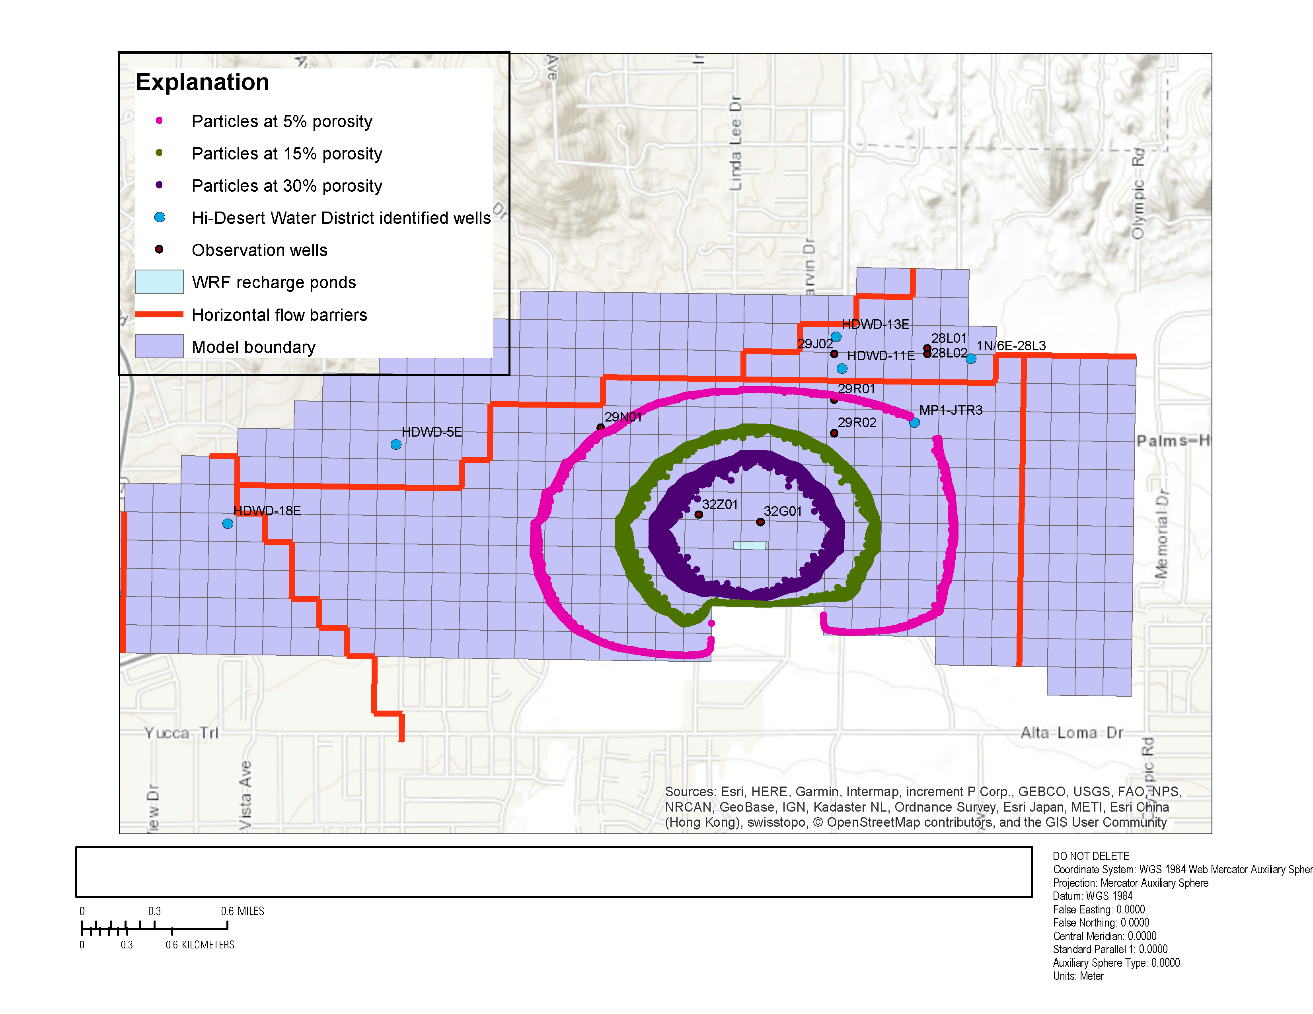 Explanation
Particles at 5% porosity
Particles at 15% porosity
Particles at 30% porosity
Hi-Desert Water District identified wells
Observation wells
WRF recharge ponds
Horizontal flow barriers
Model boundary
Ave
Dr
Linda Lee Dr
arvin Dr
Olympic Rd
HDWD-13E
29J02
HDWD-11E
28L01
28L02
1N/6E-28L3
29R01
29N01
MP1-JTR3
29R02
HDWD-5E
Palms-H
32Z01
32G01
HDWD-18E
Memorial Dr
Yucca Trl
Alta Loma Dr
iew Dr
Vista Ave
Sources: Esri, HERE, Garmin, Intermap, increment P Corp., GEBCO, USGS, FAO, NPS,
NRCAN, GeoBase, IGN, Kadaster NL, Ordnance Survey, Esri Japan, METI, Esri China
(Hong Kong), swisstopo, © OpenStreetMap contributors, and the GIS User Community
0 0.3 0.6 MILES
0 0.3 0.6 KILOMETERS
DO NOT DELETE
Coordinate System: WGS 1984 Web Mercator Auxiliary Spher
Projection: Mercator Auxiliary Sphere
Datum: WGS 1984
False Easting: 0.0000
False Northing: 0.0000
Central Meridian: 0.0000
Standard Parallel 1: 0.0000
Auxiliary Sphere Type: 0.0000
Units: Meter